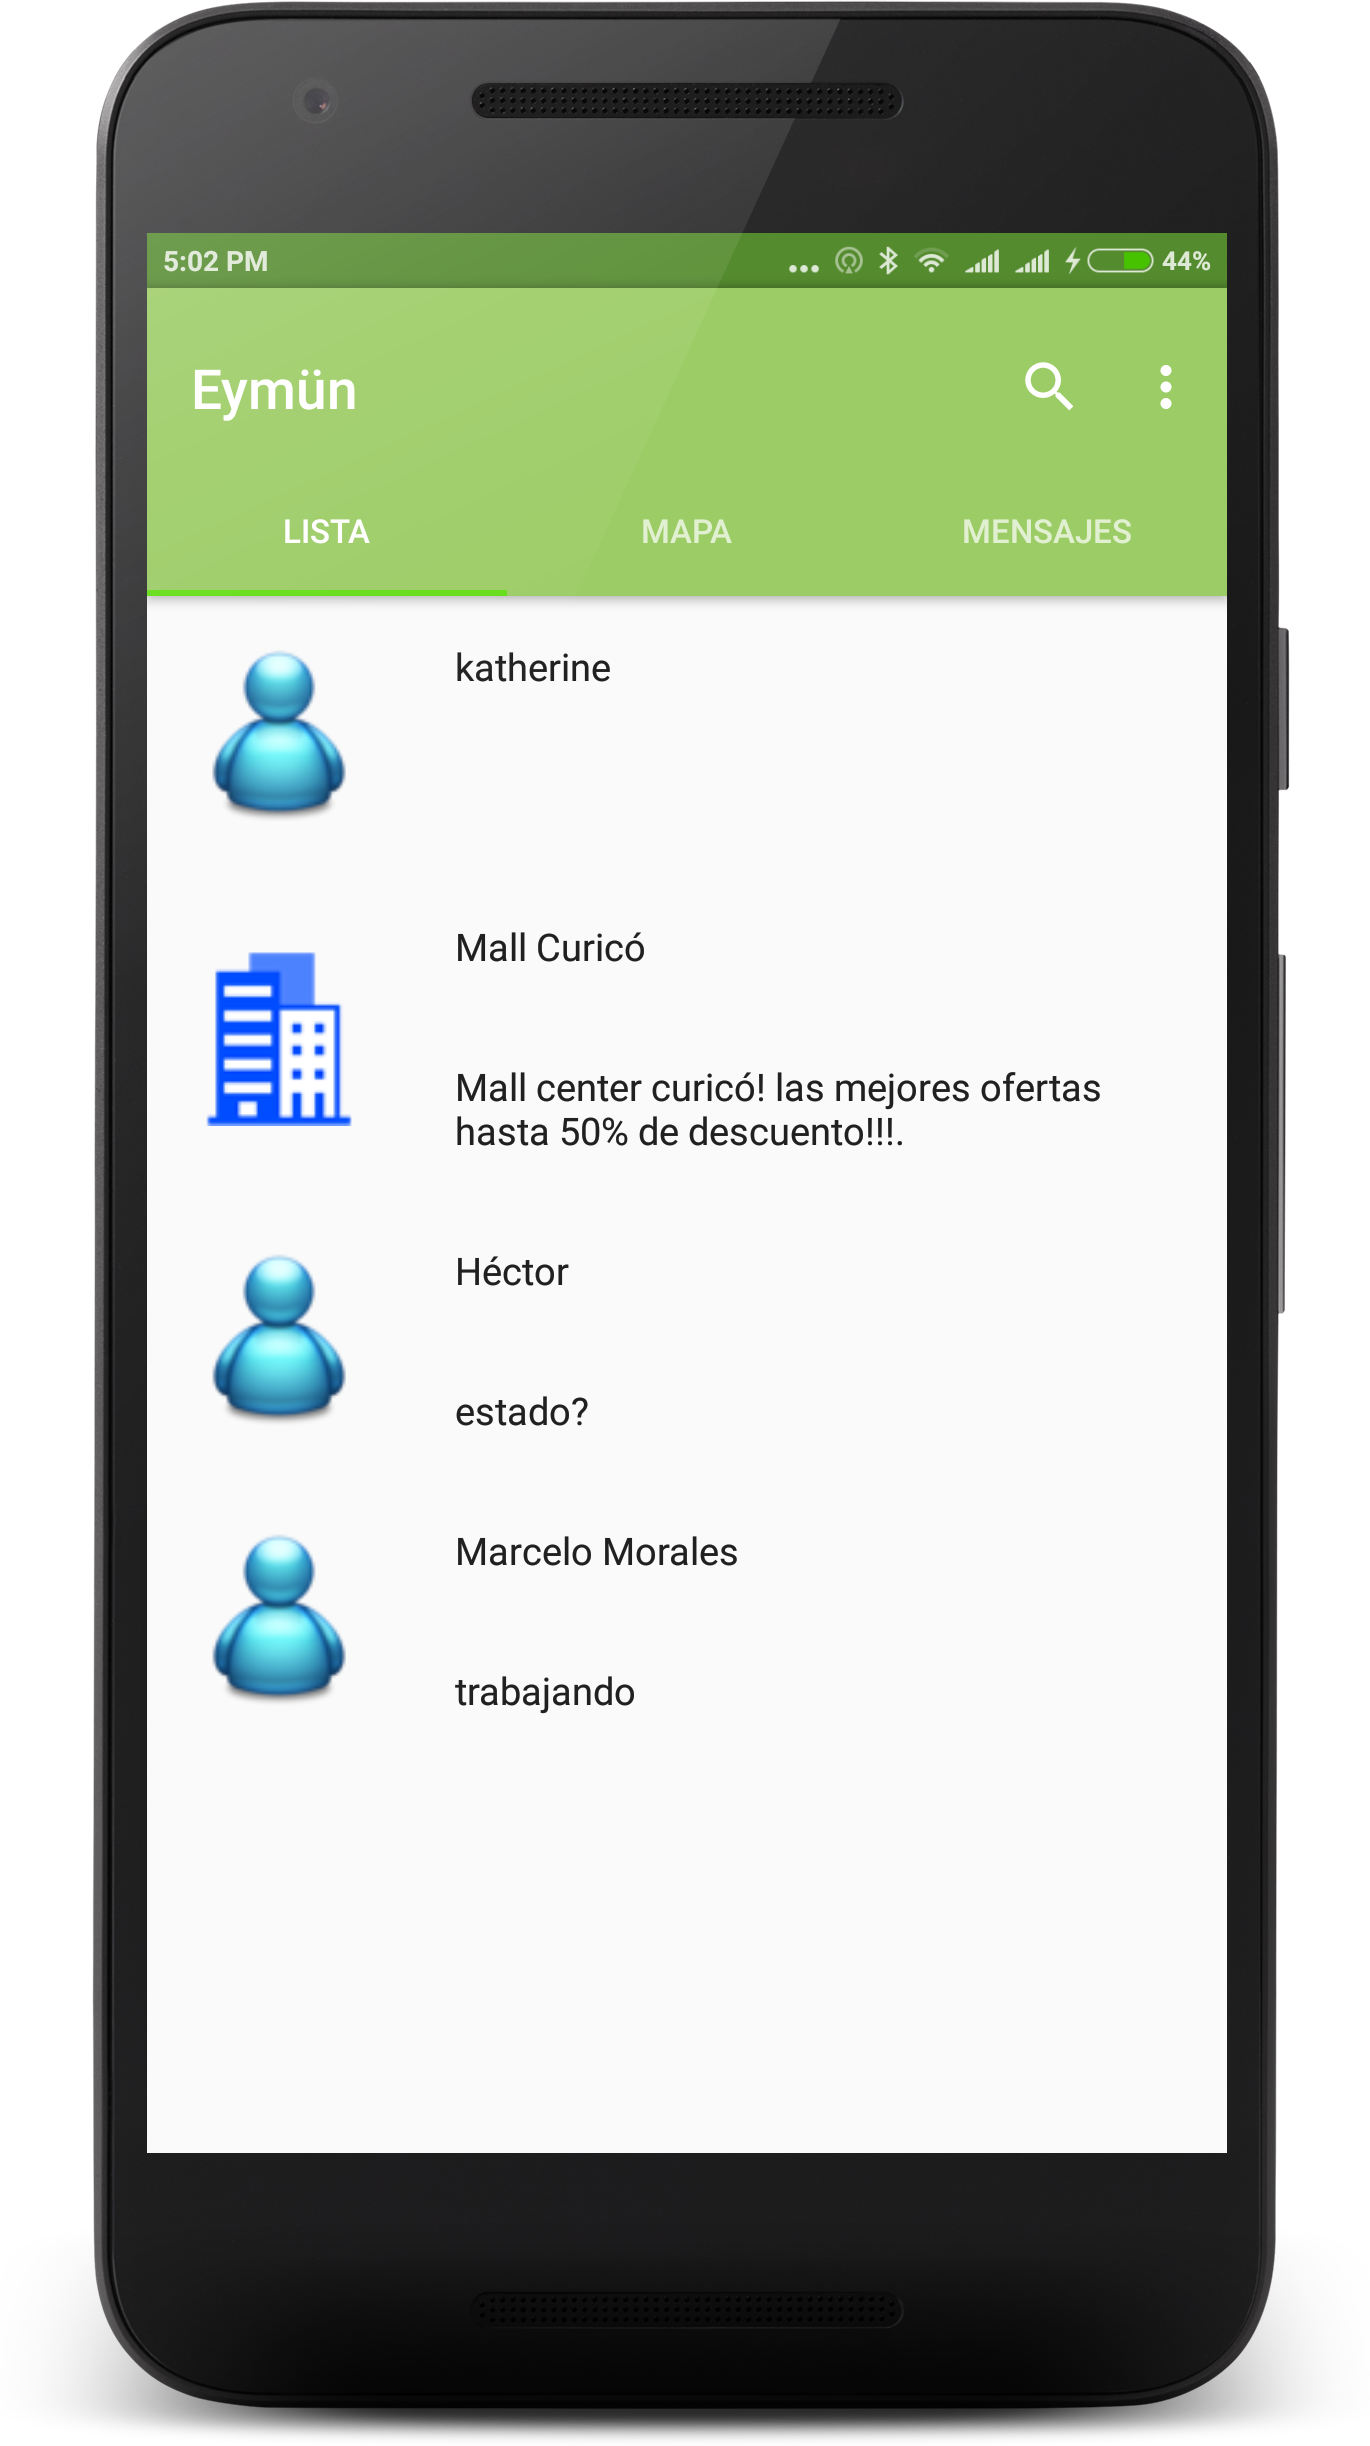 5:02 PM
44%
Eymün
LISTA
MAPA
MENSAJES
katherine
Mall Curicó
Mall center curicó! las mejores ofertas
hasta 50% de descuento!!!.
Héctor
estado?
Marcelo Morales
trabajando